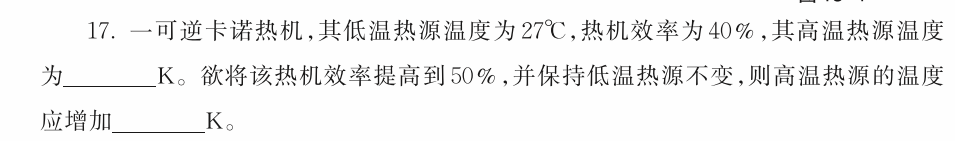 17. 一可逆卡诺热机,其低温热源温度为27℃,热机效率为40%,其高温热源温度
为________K。欲将该热机效率提高到50%,并保持低温热源不变,则高温热源的温度
应增加________K。